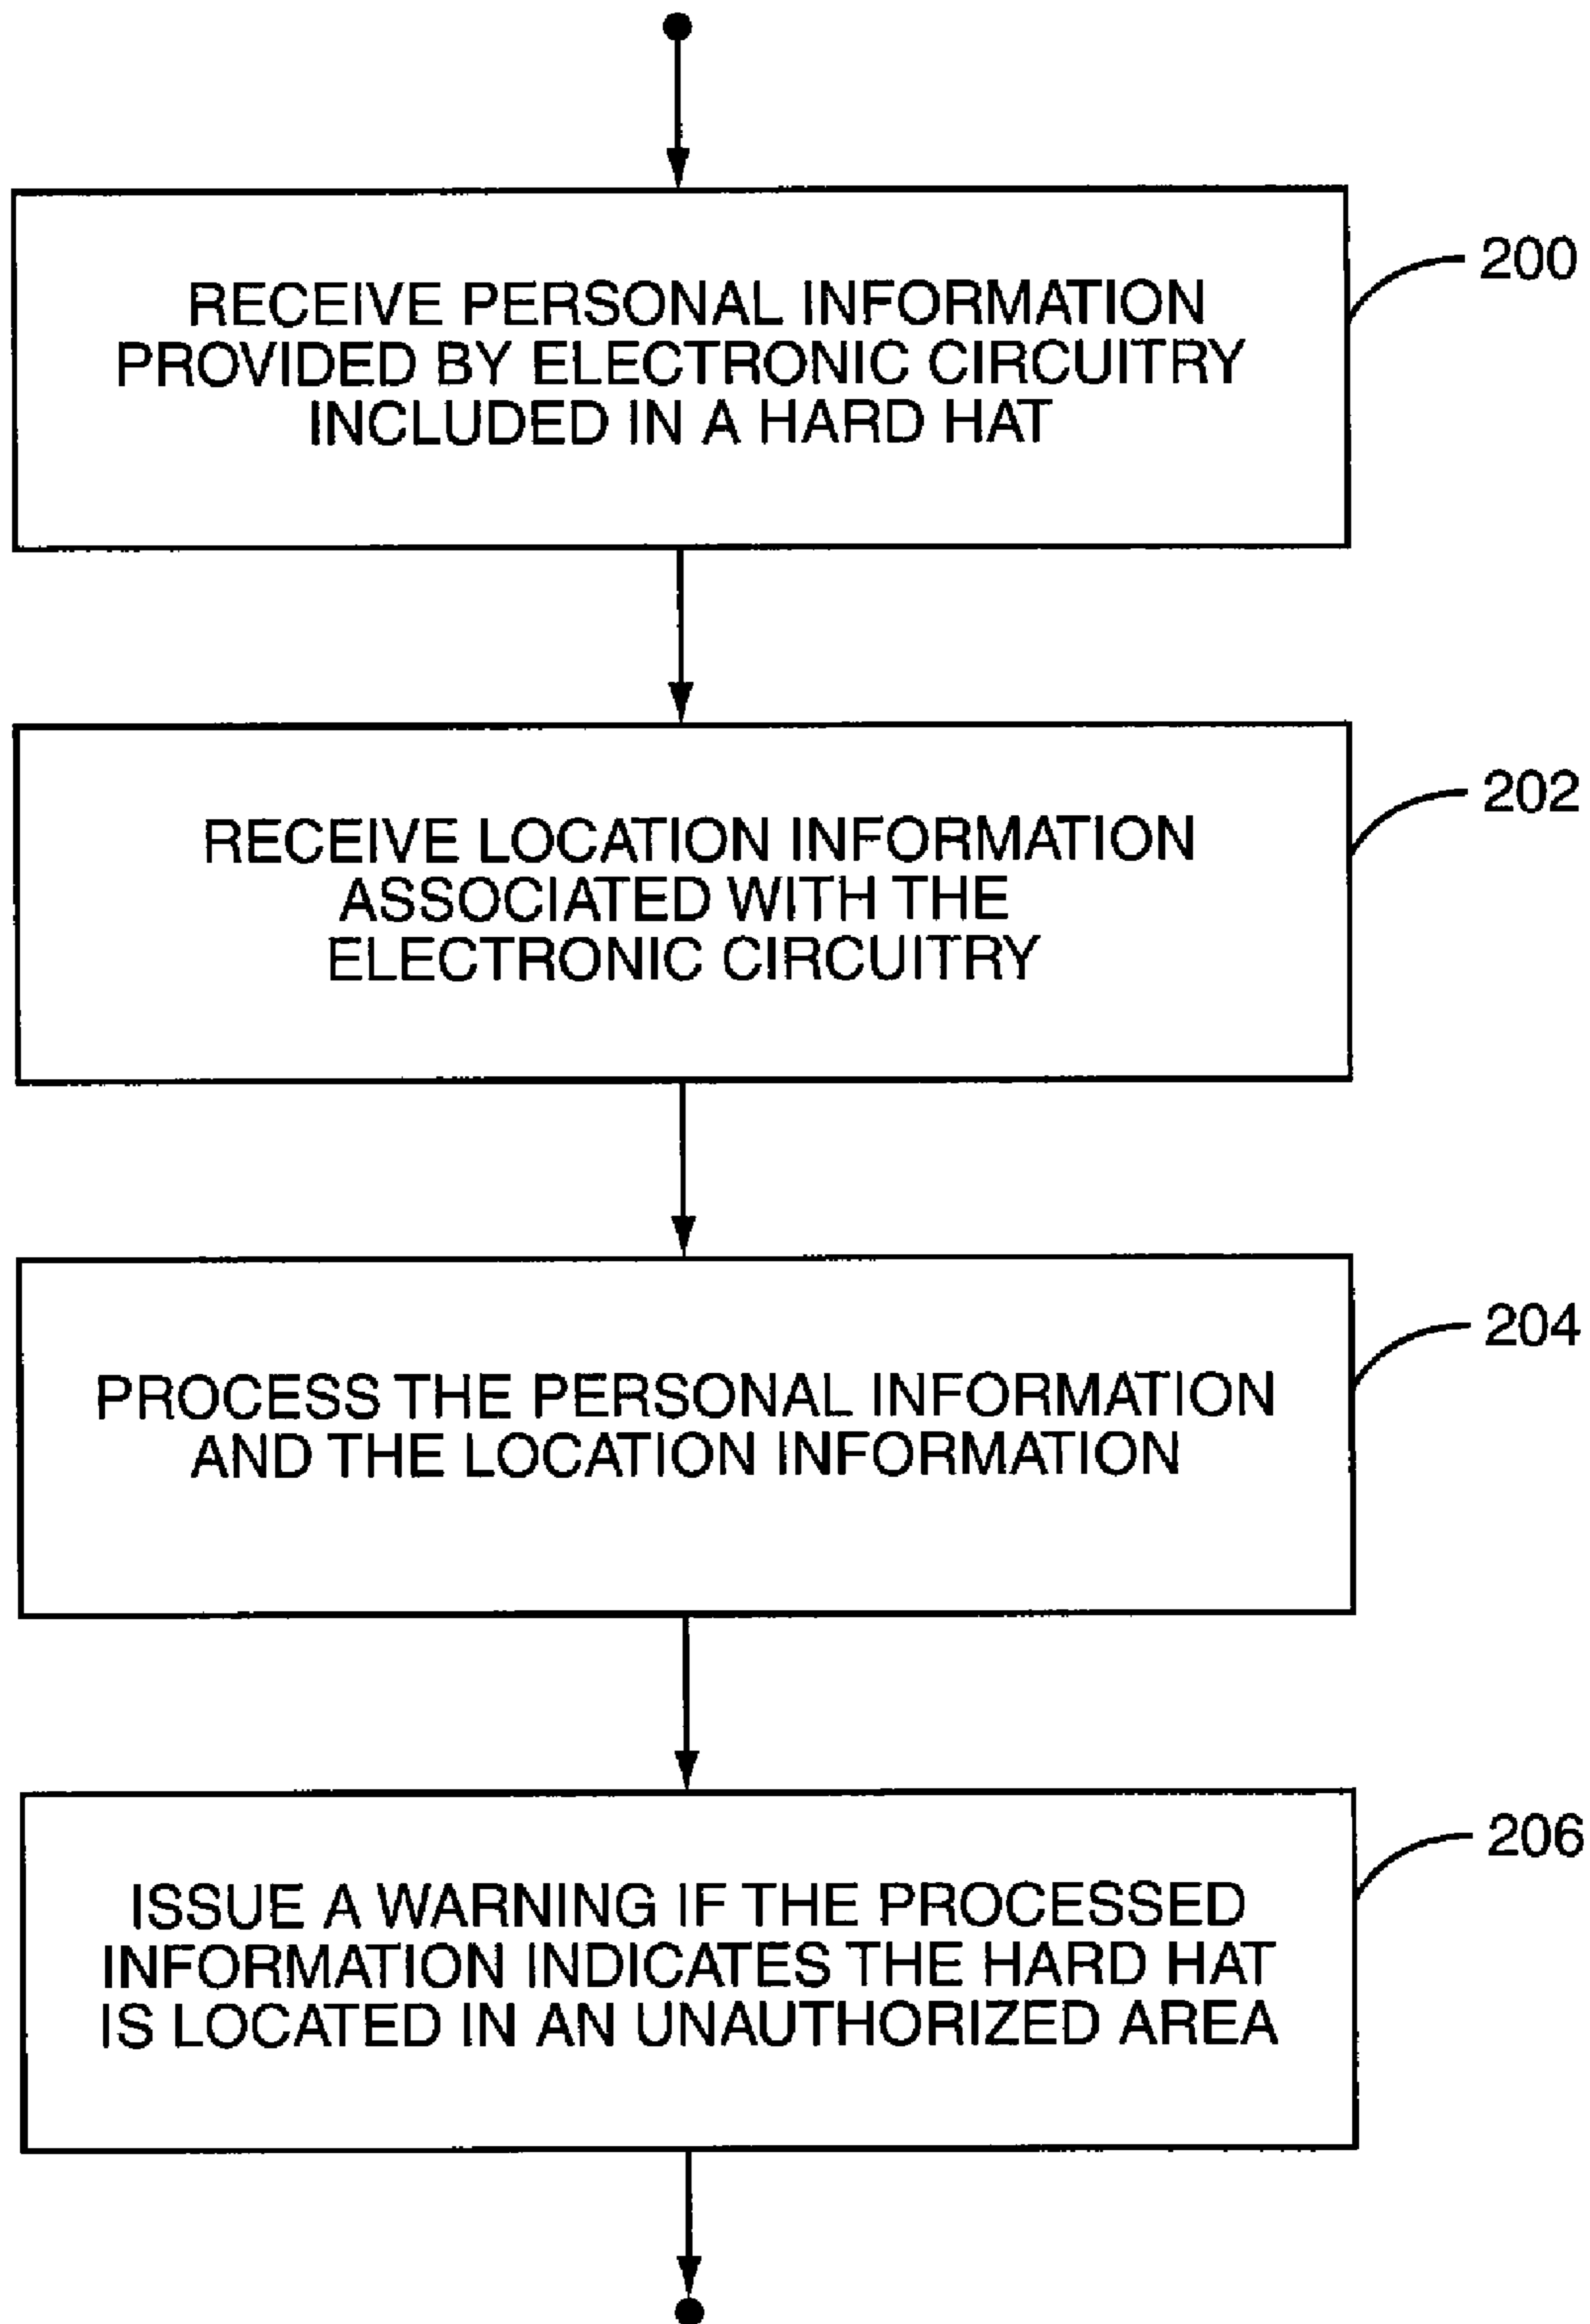 RECEIVE PERSONAL INFORMATION
PROVIDED BY ELECTRONIC CIRCUITRY
INCLUDED IN A HARD HAT
200
RECEIVE LOCATION INFORMATION
ASSOCIATED WITH THE
ELECTRONIC CIRCUITRY
202
PROCESS THE PERSONAL INFORMATION
AND THE LOCATION INFORMATION
204
ISSUE A WARNING IF THE PROCESSED
INFORMATION INDICATES THE HARD HAT
IS LOCATED IN AN UNAUTHORIZED AREA
206